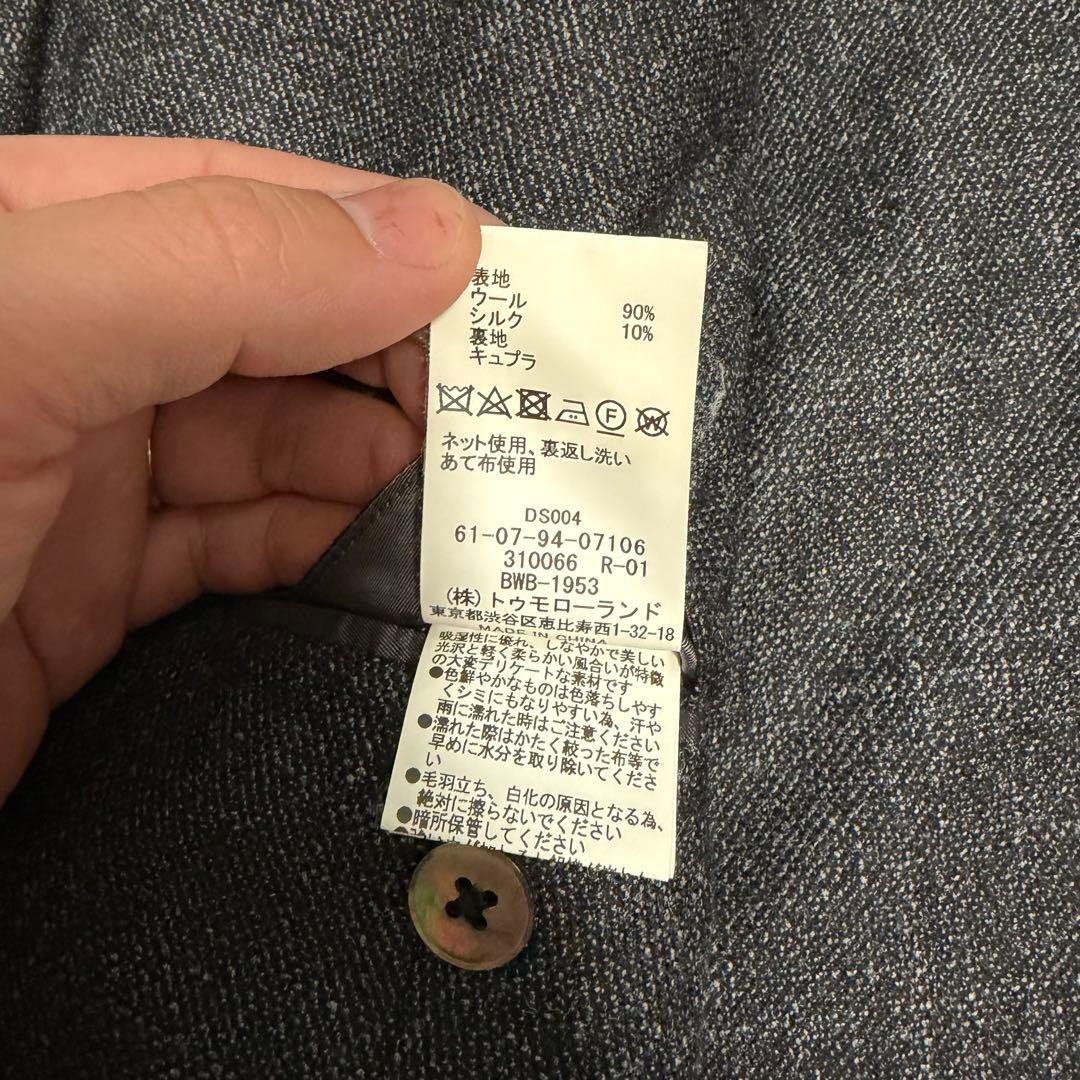 表地
ウール 90%
シルク 10%
裏地
キュプラ
F
W
ネット使用、裏返し洗い
あて布使用
DS004
61-07-94-07106
310066 R-01
BWB-1953
(株)トゥモローランド
東京都渋谷区恵比寿西1-32-18
MADE IN CHINA
吸湿性に優れ、しなやかで美しい
光沢と軽く柔らかい風合いが特徴
の大変デリケートな素材です
●色鮮やかなものは色落ちしやす
くシミにもなりやすい為、汗や
雨に濡れた時はご注意ください
●濡れた際はかたく絞った布等で
早めに水分を取り除いてくださ
い
●毛羽立ち、白化の原因となる為、
絶対に擦らないでください
●暗所保管してください